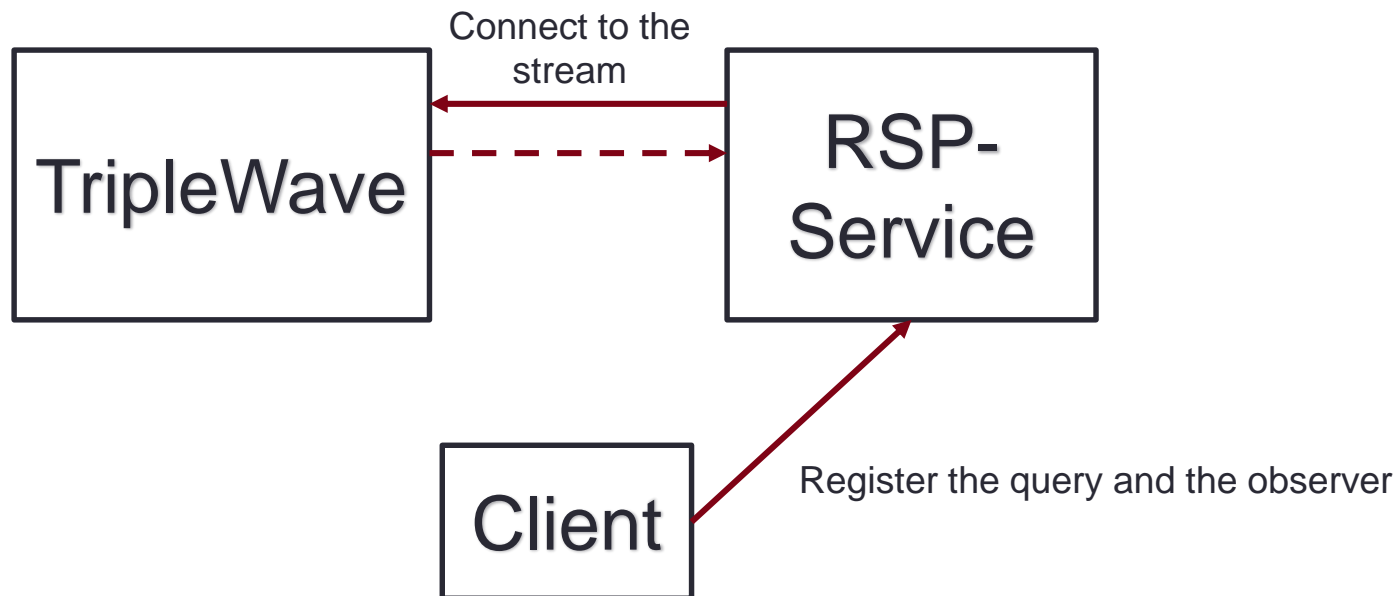 Connect to the
stream
TripleWave
RSP-
Service
Client
Register the query and the observer